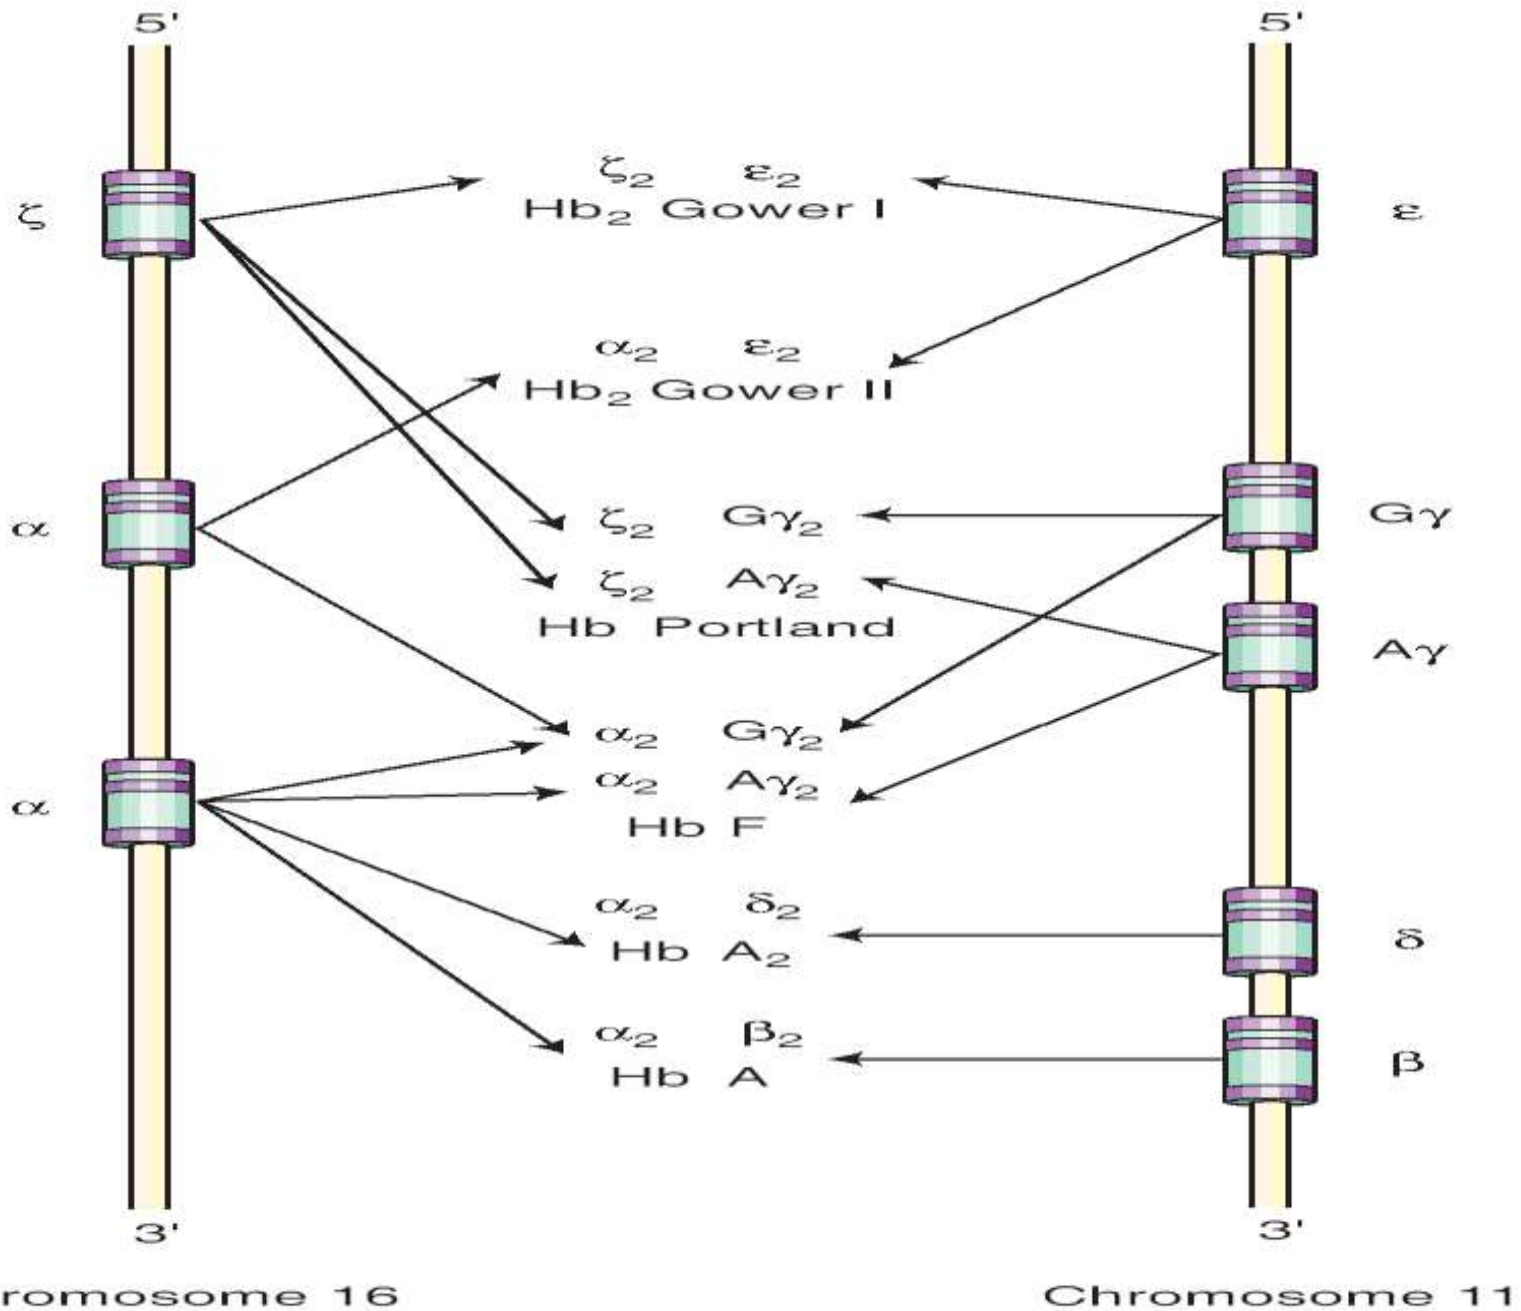 5' 5'
ζ₂ ε₂
ζ Hb₂ Gower I ε
α₂ ε₂
Hb₂ Gower II
α ζ₂ Gγ₂ Gγ
ζ₂ Aγ₂
Hb Portland Aγ
α₂ Gγ₂
α₂ Aγ₂
α Hb F
α₂ δ₂
Hb A₂ δ
α₂ β₂
Hb A β
3' 3'
romosome 16 Chromosome 11